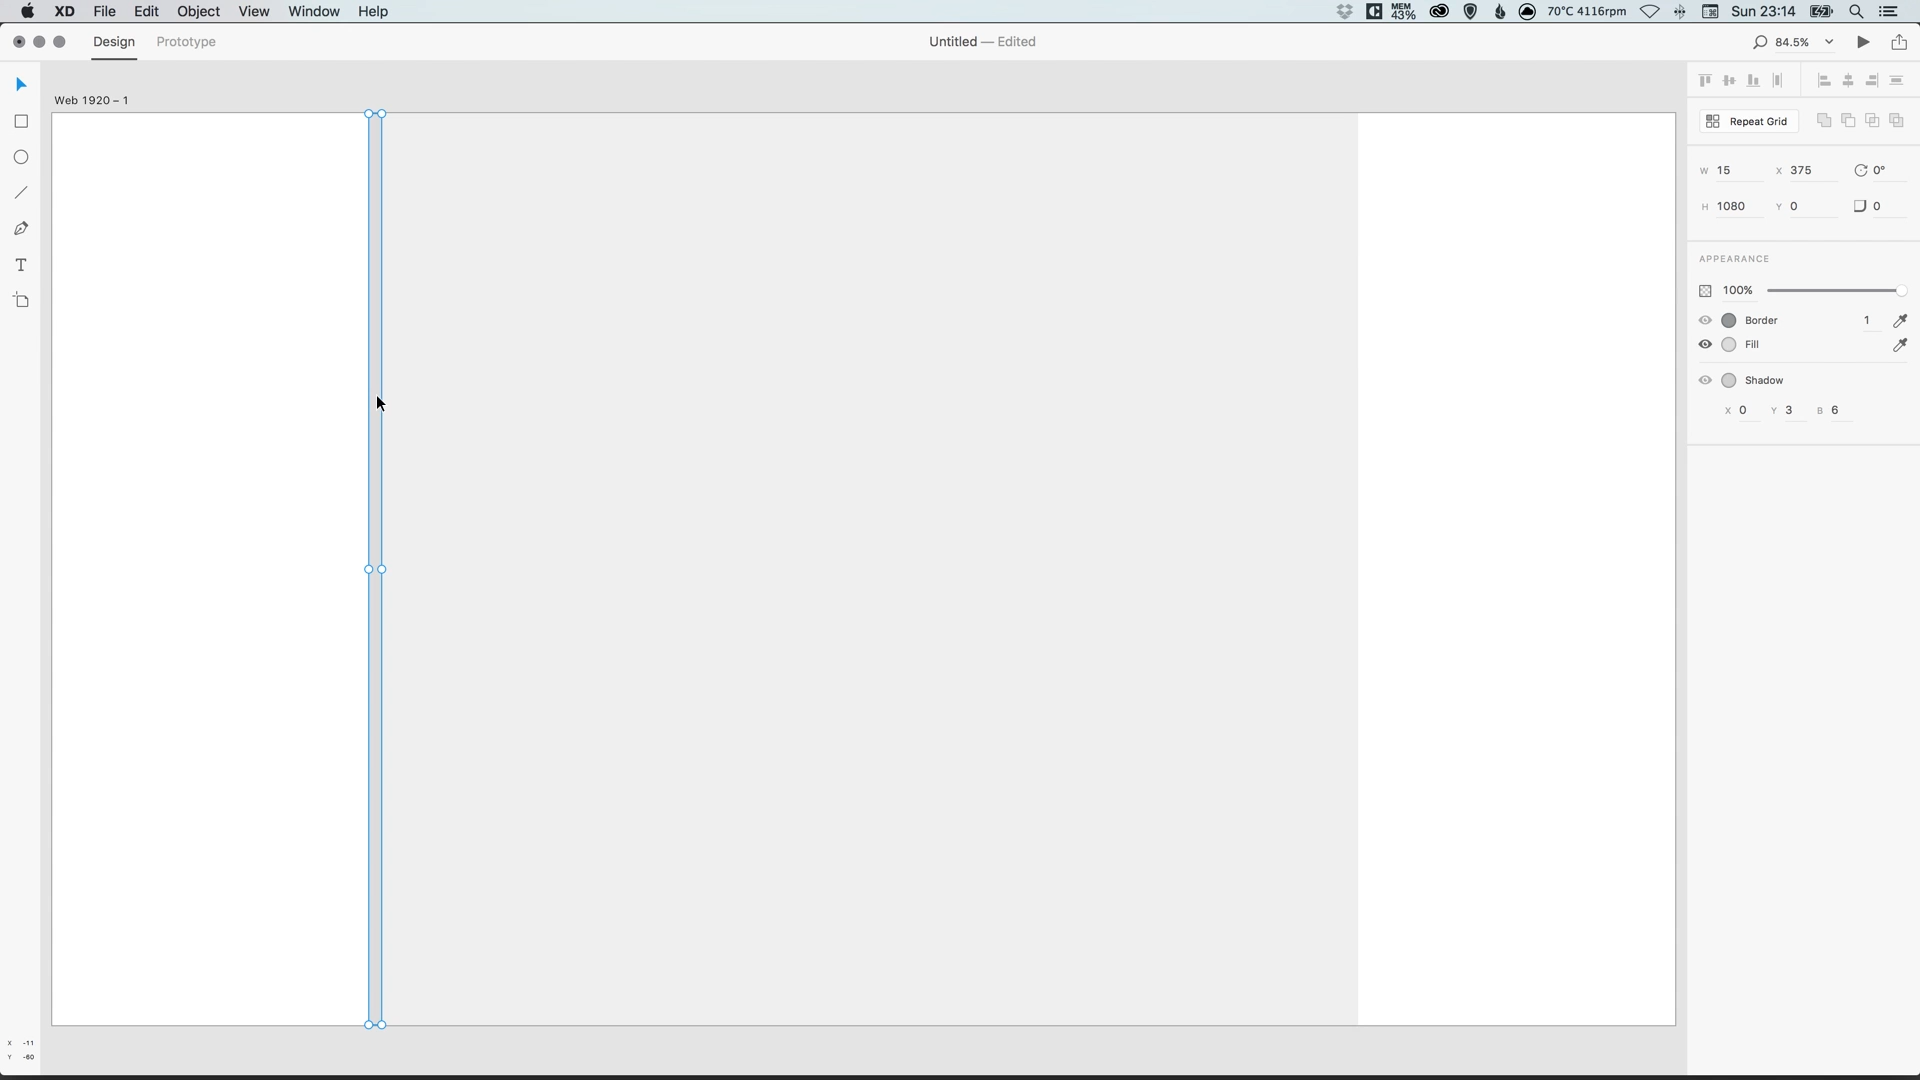 XD File Edit Object View Window Help MEM 43% 70°C 4116rpm Sun 23:14
Design Prototype Untitled — Edited 84.5%
Web 1920 – 1
Repeat Grid
W 15 X 375 0°
H 1080 Y 0 0
APPEARANCE
100%
Border 1
Fill
Shadow
X 0 Y 3 B 6
X -11
Y -60